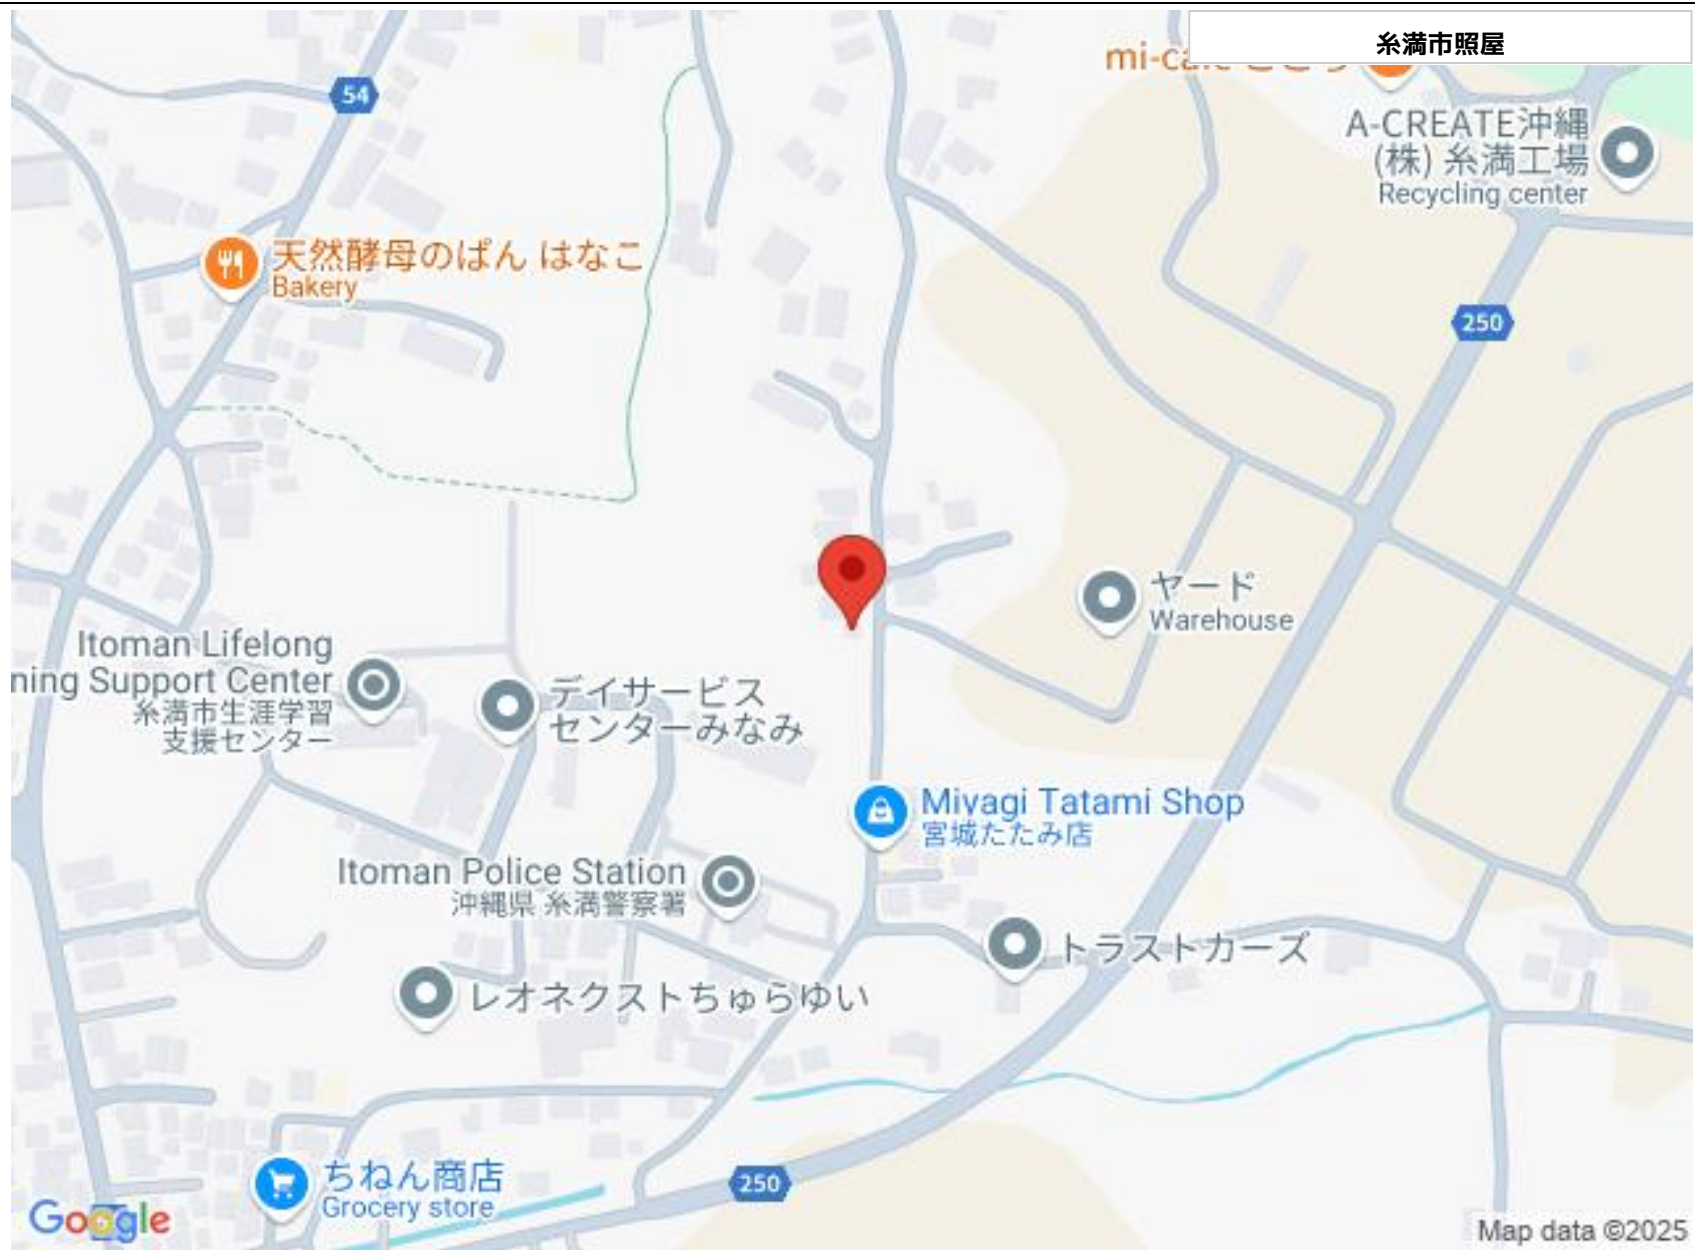 糸満市照屋
54
A-CREATE沖縄
(株) 糸満工場
Recycling center
天然酵母のぱん はなこ
Bakery
250
ヤード
Warehouse
Itoman Lifelong
ning Support Center
糸満市生涯学習
支援センター
デイサービス
センターみなみ
Miyagi Tatami Shop
宮城たたみ店
Itoman Police Station
沖縄県 糸満警察署
トラストカーズ
レオネクストちゅらゆい
ちねん商店
Grocery store
250
Google
Map data ©2025